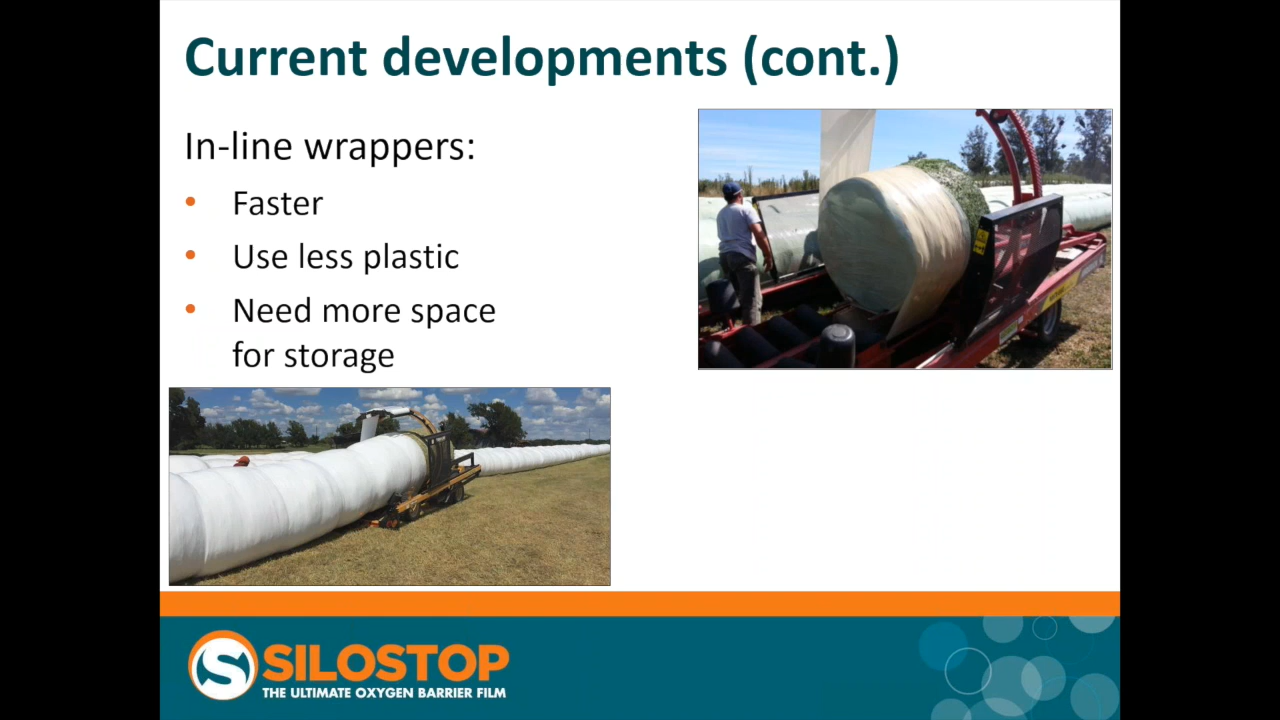 Current developments (cont.)
In-line wrappers:
• Faster
• Use less plastic
• Need more space
for storage
SILOSTOP
THE ULTIMATE OXYGEN BARRIER FILM